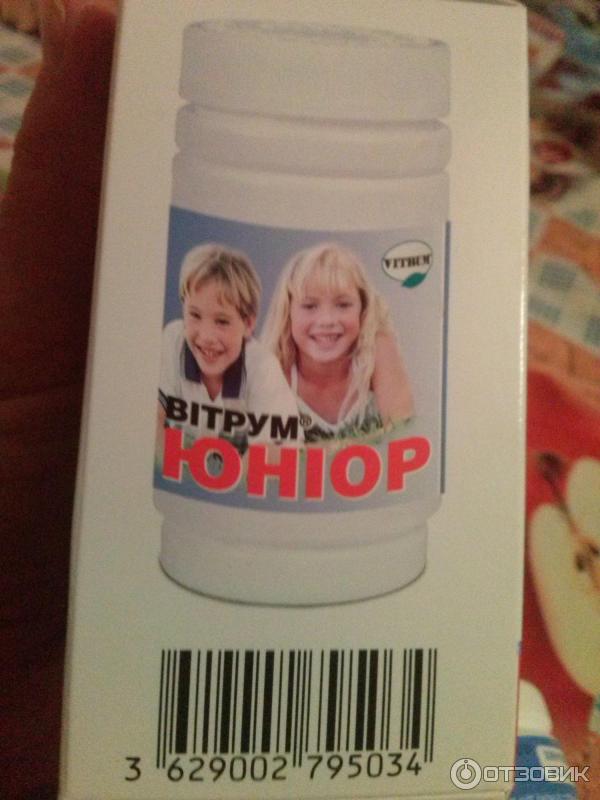 VITRUM
ВІТРУМ®
ЮНІОР
3 629002 795034
ОТЗОВИК